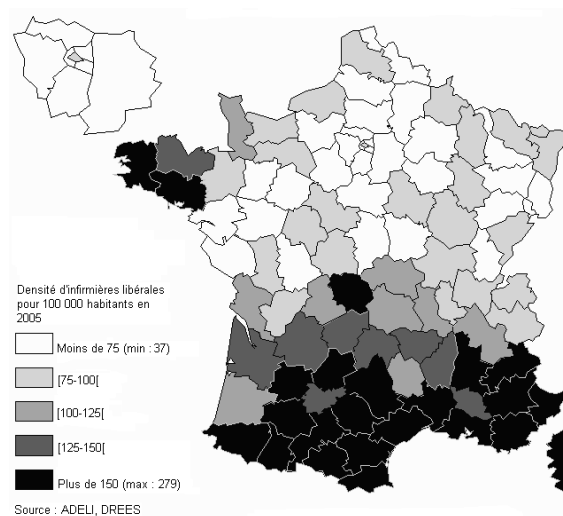 Densité d'infirmières libérales
pour 100 000 habitants en
2005
Moins de 75 (min : 37)
[75-100[
[100-125[
[125-150[
Plus de 150 (max : 279)
Source : ADELI, DREES